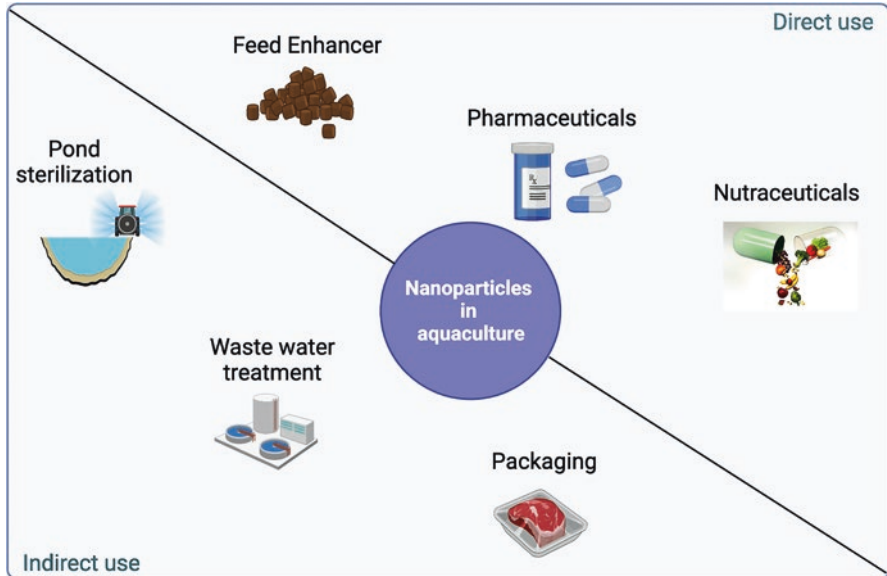 Direct use
Feed Enhancer
Pharmaceuticals
Pond
sterilization
Nutraceuticals
Nanoparticles
in
aquaculture
Waste water
treatment
Packaging
Indirect use